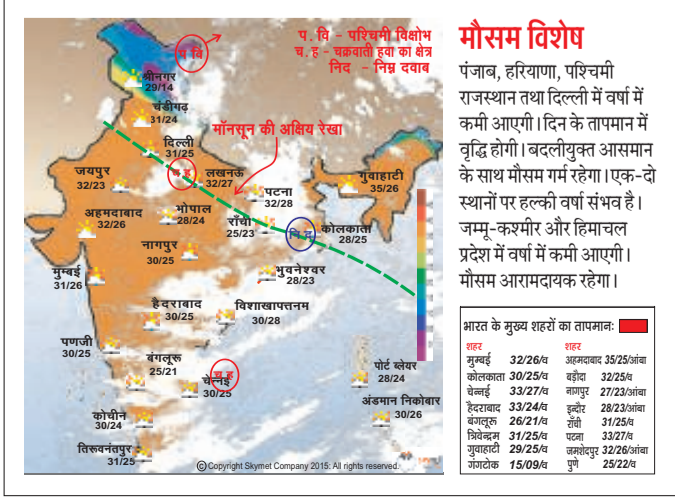 प. वि - पश्चिमी विक्षोभ
च. ह - चक्रवाती हवा का क्षेत्र
निद - निम्न दवाब
प वि
श्रीनगर
29/14
चंडीगढ़
31/24
मॉनसून की अक्षिय रेखा
दिल्ली
31/25
च ह
लखनऊ
32/27
जयपुर
32/23
गुवाहाटी
35/26
पटना
32/28
अहमदाबाद
32/26
भोपाल
28/24
राँची
25/23
नि द
कोलकाता
28/25
नागपुर
30/25
भुवनेश्वर
28/23
मुम्बई
31/26
हैदराबाद
30/25
विशाखापत्तनम
30/28
पणजी
30/25
बंगलूरू
25/21
च ह
चेन्नई
30/25
पोर्ट ब्लेयर
28/24
अंडमान निकोबार
30/26
कोचीन
30/24
तिरूवनंतपुर
31/25
©Copyright Skymet Company 2015: All rights reserved.
मौसम विशेष
पंजाब, हरियाणा, पश्चिमी
राजस्थान तथा दिल्ली में वर्षा में
कमी आएगी। दिन के तापमान में
वृद्धि होगी। बदलीयुक्त आसमान
के साथ मौसम गर्म रहेगा। एक-दो
स्थानों पर हल्की वर्षा संभव है।
जम्मू-कश्मीर और हिमाचल
प्रदेश में वर्षा में कमी आएगी।
मौसम आरामदायक रहेगा।
भारत के मुख्य शहरों का तापमान:
शहर शहर
मुम्बई 32/26/व अहमदाबाद 35/25/आंबा
कोलकाता 30/25/व बड़ौदा 32/25/व
चेन्नई 33/27/व नागपुर 27/23/आंबा
हैदराबाद 33/24/व इन्दौर 28/23/आंबा
बंगलूरू 26/21/व राँची 31/25/व
त्रिवेन्द्रम 31/25/व पटना 33/27/व
गुवाहाटी 29/25/व जमशेदपुर 32/26/आंबा
गंगटोक 15/09/व पुणे 25/22/व